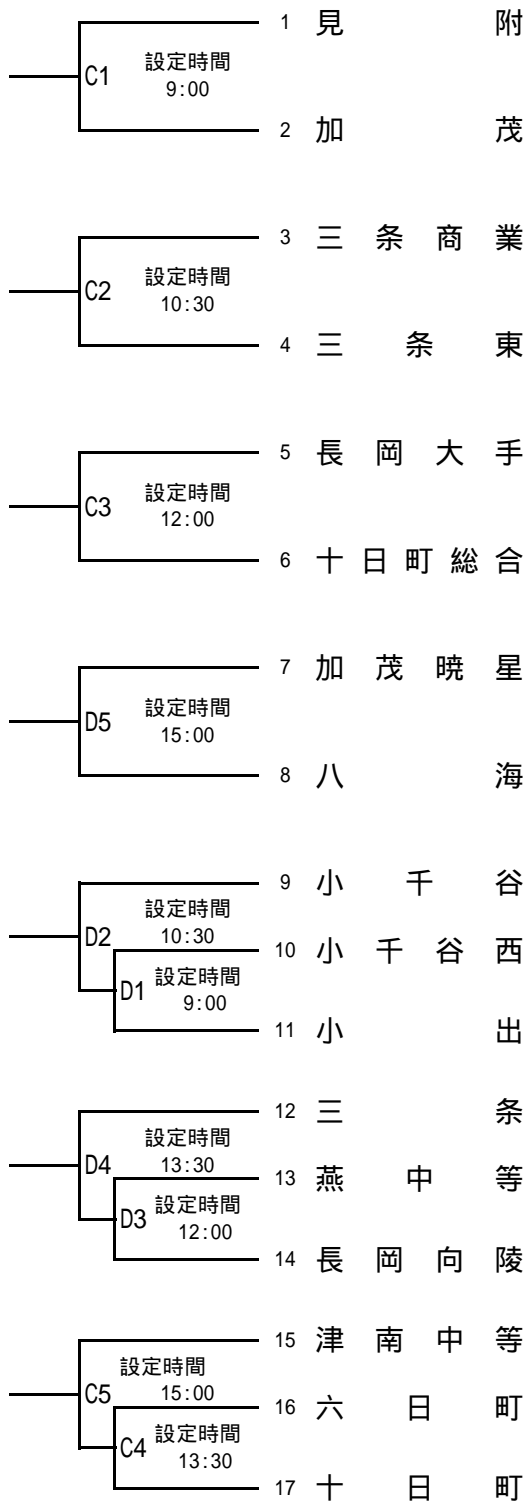 1 見附
C1 設定時間
9:00
2 加茂
3 三条商業
C2 設定時間
10:30
4 三条東
5 長岡大手
C3 設定時間
12:00
6 十日町総合
7 加茂暁星
D5 設定時間
15:00
8 八海
9 小千谷
設定時間
D2 10:30
10 小千谷西
D1 設定時間
9:00
11 小出
12 三条
設定時間
D4 13:30
13 燕中等
D3 設定時間
12:00
14 長岡向陵
15 津南中等
設定時間
C5 15:00
16 六日町
C4 設定時間
13:30
17 十日町